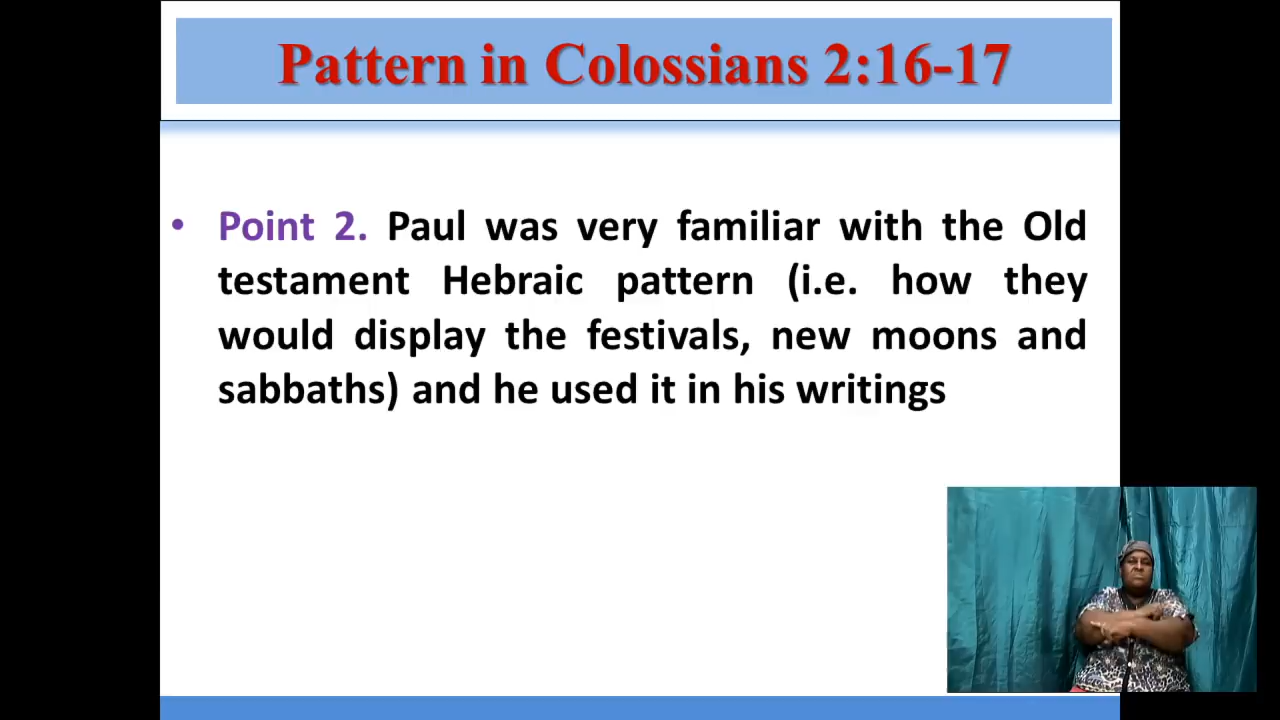 Pattern in Colossians 2:16-17
• Point 2. Paul was very familiar with the Old
testament Hebraic pattern (i.e. how they
would display the festivals, new moons and
sabbaths) and he used it in his writings